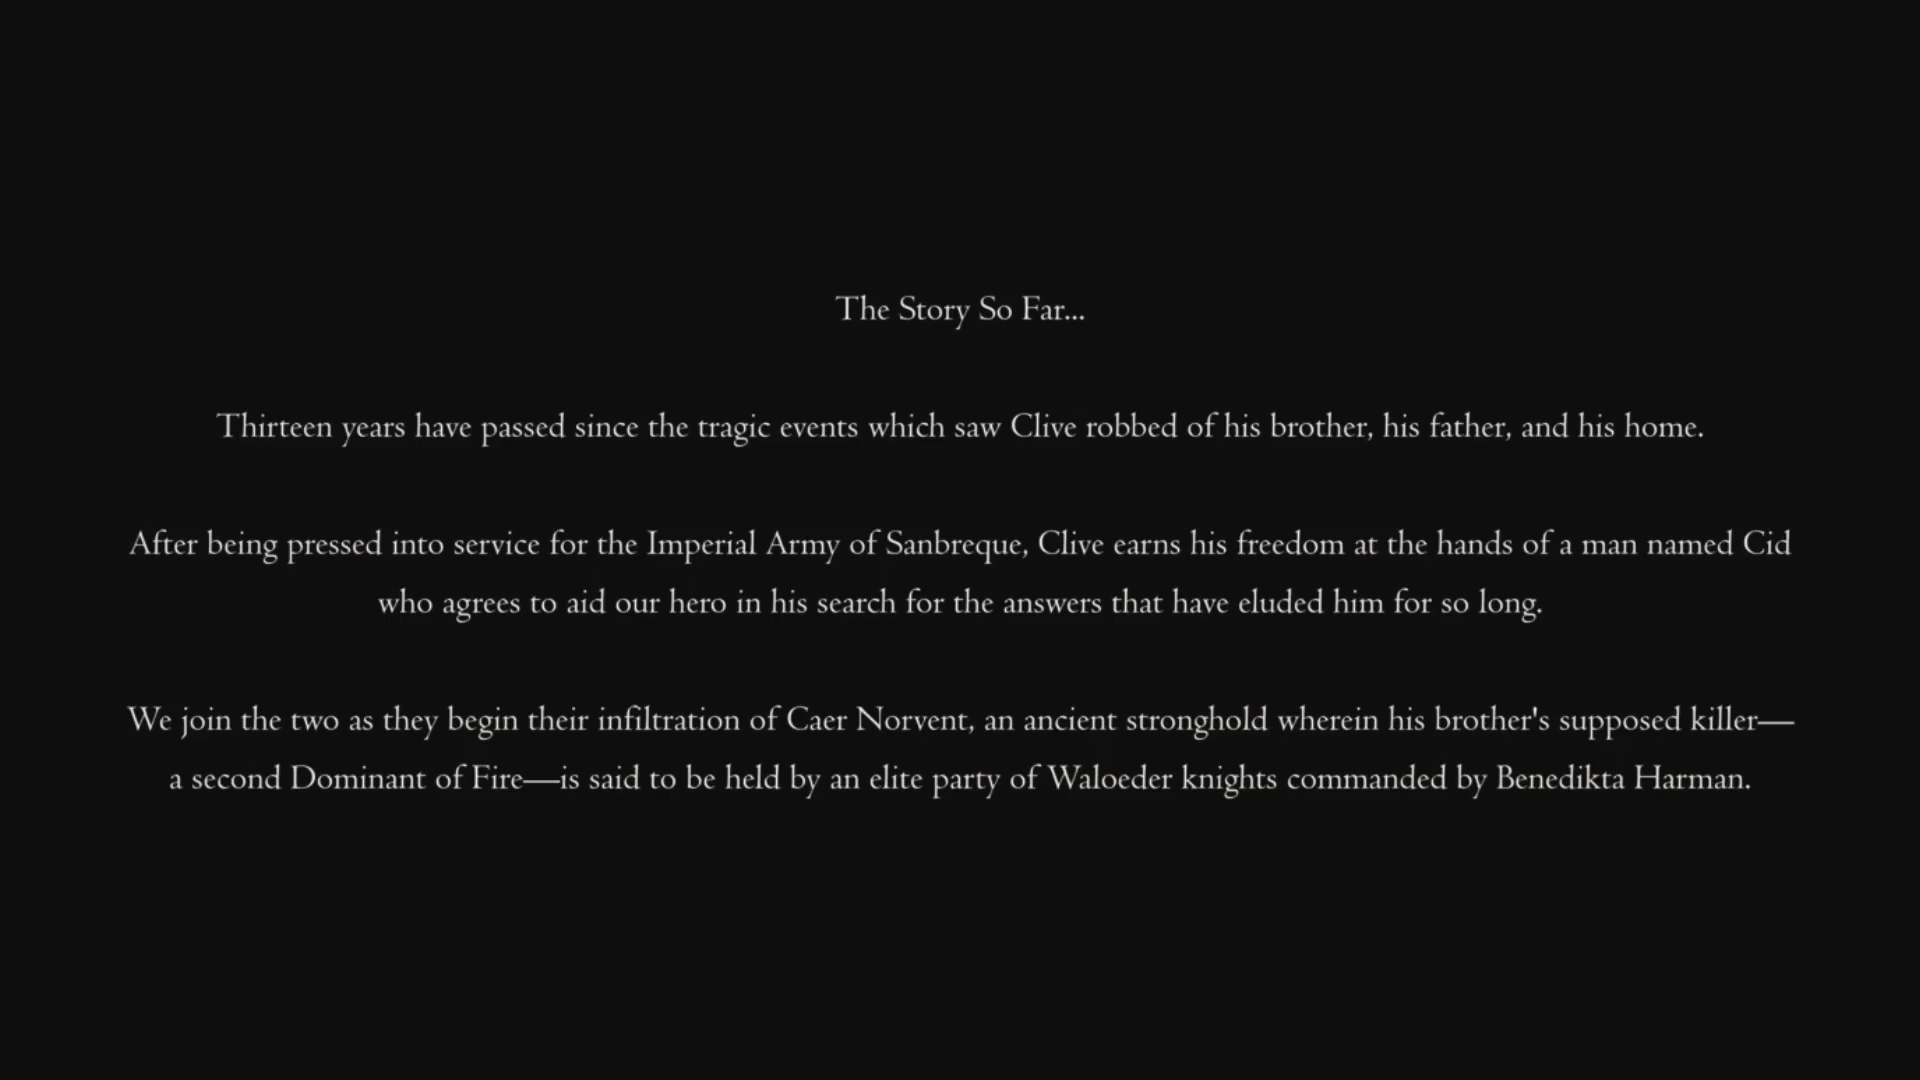 The Story So Far...
Thirteen years have passed since the tragic events which saw Clive robbed of his brother, his father, and his home.
After being pressed into service for the Imperial Army of Sanbreque, Clive earns his freedom at the hands of a man named Cid
who agrees to aid our hero in his search for the answers that have eluded him for so long.
We join the two as they begin their infiltration of Caer Norvent, an ancient stronghold wherein his brother's supposed killer—
a second Dominant of Fire—is said to be held by an elite party of Waloeder knights commanded by Benedikta Harman.